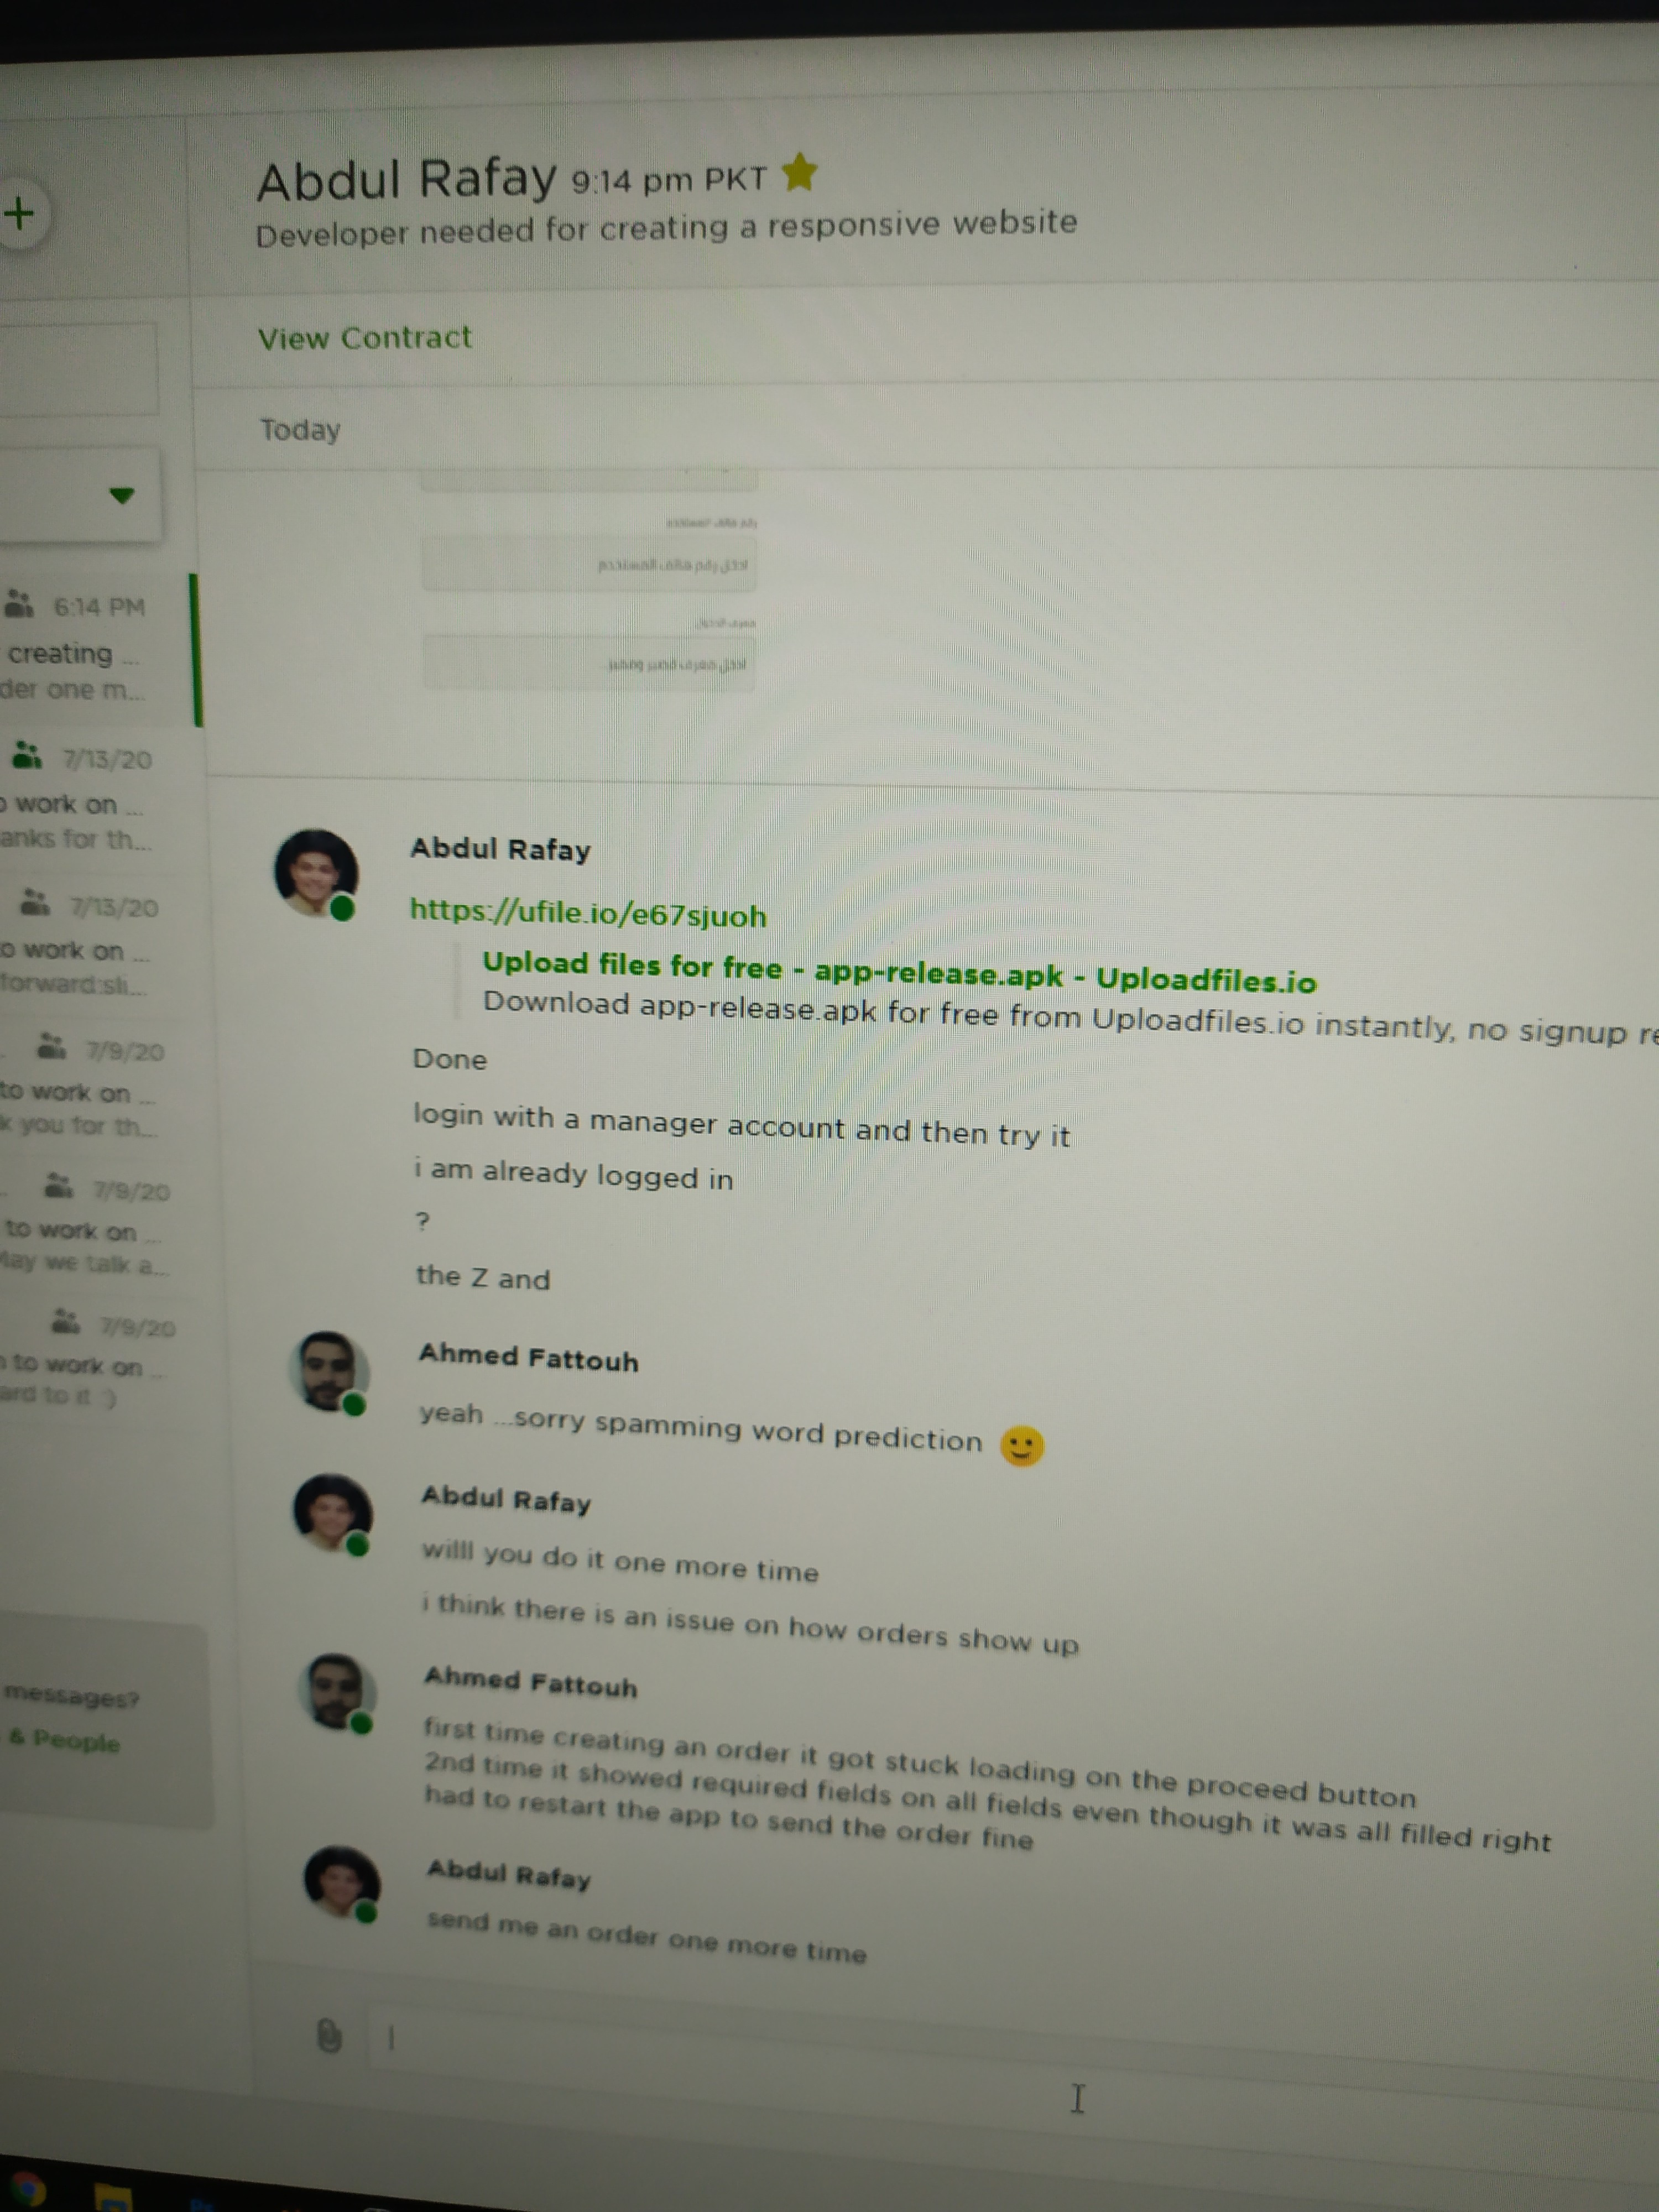 Abdul Rafay 9:14 pm PKT
Developer needed for creating a responsive website
View Contract
Today
6:14 PM
creating ...
der one m...
7/13/20
work on ...
anks for th...
7/13/20
o work on ...
forward:sli...
7/9/20
to work on ...
k you for th...
7/9/20
to work on ...
May we talk a...
7/9/20
to work on ...
ard to it :)
messages?
& People
رقم هاتف المستخدم
ادخل رقم هاتف المستخدم
Abdul Rafay
https://ufile.io/e67sjuoh
Upload files for free - app-release.apk - Uploadfiles.io
Download app-release.apk for free from Uploadfiles.io instantly, no signup re
Done
login with a manager account and then try it
i am already logged in
?
the Z and
Ahmed Fattouh
yeah ...sorry spamming word prediction 🙂
Abdul Rafay
willl you do it one more time
i think there is an issue on how orders show up
Ahmed Fattouh
first time creating an order it got stuck loading on the proceed button
2nd time it showed required fields on all fields even though it was all filled right
had to restart the app to send the order fine
Abdul Rafay
send me an order one more time
Ps